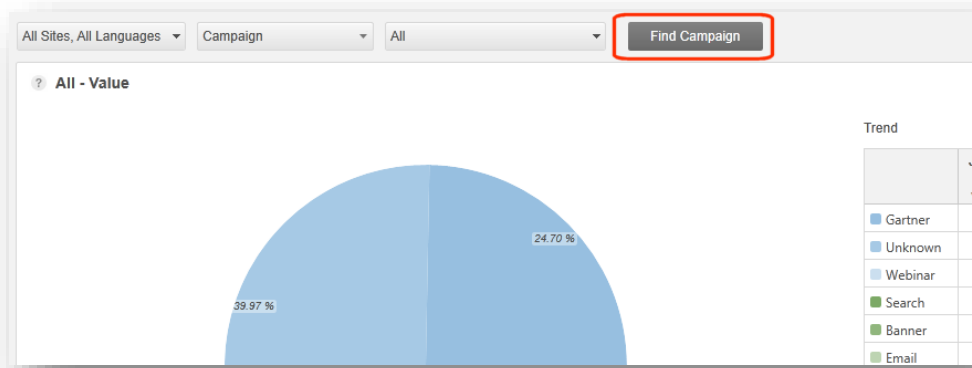 All Sites, All Languages Campaign All Find Campaign
? All - Value
Trend
24.70 %
39.97 %
Gartner
Unknown
Webinar
Search
Banner
Email